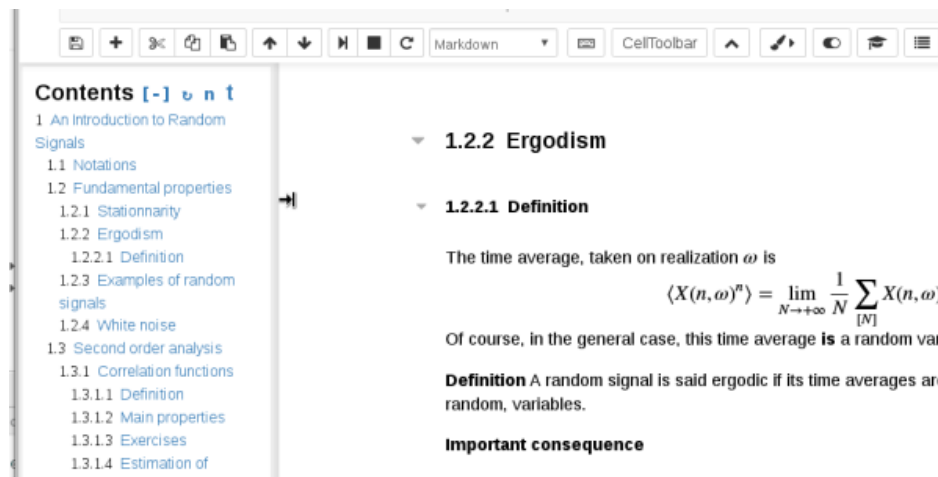 Markdown
CellToolbar
Contents [-] ↻ n t
1 An Introduction to Random
Signals
1.1 Notations
1.2 Fundamental properties
1.2.1 Stationnarity
1.2.2 Ergodism
1.2.2.1 Definition
1.2.3 Examples of random
signals
1.2.4 White noise
1.3 Second order analysis
1.3.1 Correlation functions
1.3.1.1 Definition
1.3.1.2 Main properties
1.3.1.3 Exercises
1.3.1.4 Estimation of
1.2.2 Ergodism
1.2.2.1 Definition
The time average, taken on realization ω is
⟨X(n, ω)ⁿ⟩ = lim N→+∞ 1/N ∑ [N] X(n, ω)
Of course, in the general case, this time average is a random var
Definition A random signal is said ergodic if its time averages are
random, variables.
Important consequence